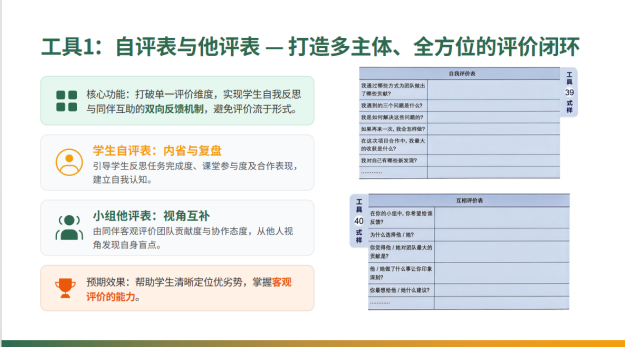 工具1：自评表与他评表 — 打造多主体、全方位的评价闭环
核心功能：打破单一评价维度，实现学生自我反思
与同伴互助的双向反馈机制，避免评价流于形式。
学生自评表：内省与复盘
引导学生反思任务完成度、课堂参与度及合作表现，
建立自我认知。
小组他评表：视角互补
由同伴客观评价团队贡献度与协作态度，从他人视
角发现自身盲点。
预期效果：帮助学生清晰定位优劣势，掌握客观
评价的能力。
自我评价表
我通过哪些方式为团队做出
了哪些贡献？
我遇到的三个问题是什么？
我是如何解决这些问题的？
如果再来一次，我会怎样做？
在这次项目合作中，我最大
的收获是什么？
我对自己有哪些新发现？
…………
工具
39
式样
互相评价表
在你的小组中，你希望给谁
反馈？
为什么选择他 / 她？
你觉得他 / 她对团队最大的
贡献是？
他 / 她做了什么事让你印象
深刻？
你最想给他 / 她什么建议？
…………
工具
40
式样